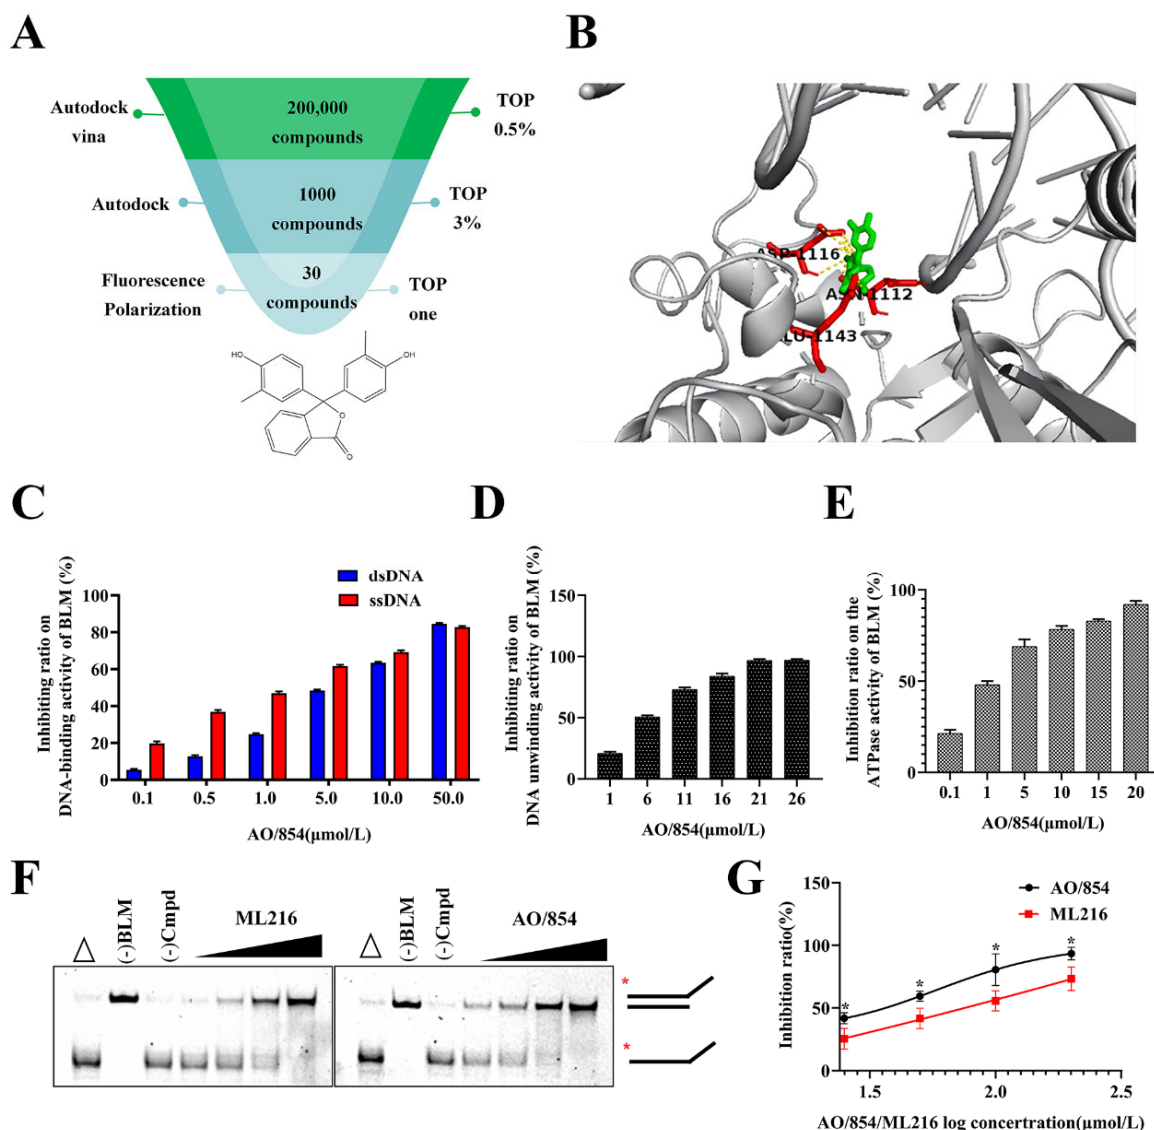 A
Autodock
vina
200,000
compounds
TOP
0.5%
Autodock
1000
compounds
TOP
3%
Fluorescence
Polarization
30
compounds
TOP
one
HO
OH
O
O
B
ASP-1116
ASN-1112
LU-1143
C
Inhibiting ratio on
DNA-binding activity of BLM (%)
dsDNA
ssDNA
100
80
60
40
20
0
0.1 0.5 1.0 5.0 10.0 50.0
AO/854(μmol/L)
D
Inhibiting ratio on
DNA unwinding activity of BLM (%)
150
100
50
0
1 6 11 16 21 26
AO/854(μmol/L)
E
Inhibition ratio on the
ATPase activity of BLM (%)
100
50
0
0.1 1 5 10 15 20
AO/854(μmol/L)
F
△
(-)BLM
(-)Cmpd
ML216
△
(-)BLM
(-)Cmpd
AO/854
*
*
G
Inhibition ratio(%)
150
100
50
0
AO/854
ML216
* * * *
1.5 2.0 2.5
AO/854/ML216 log concertration(μmol/L)